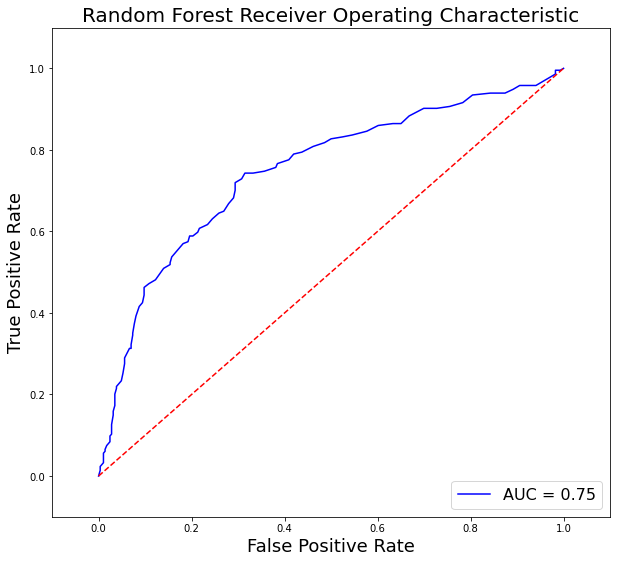 Random Forest Receiver Operating Characteristic
True Positive Rate
1.0
0.8
0.6
0.4
0.2
0.0
0.0 0.2 0.4 0.6 0.8 1.0
False Positive Rate
AUC = 0.75